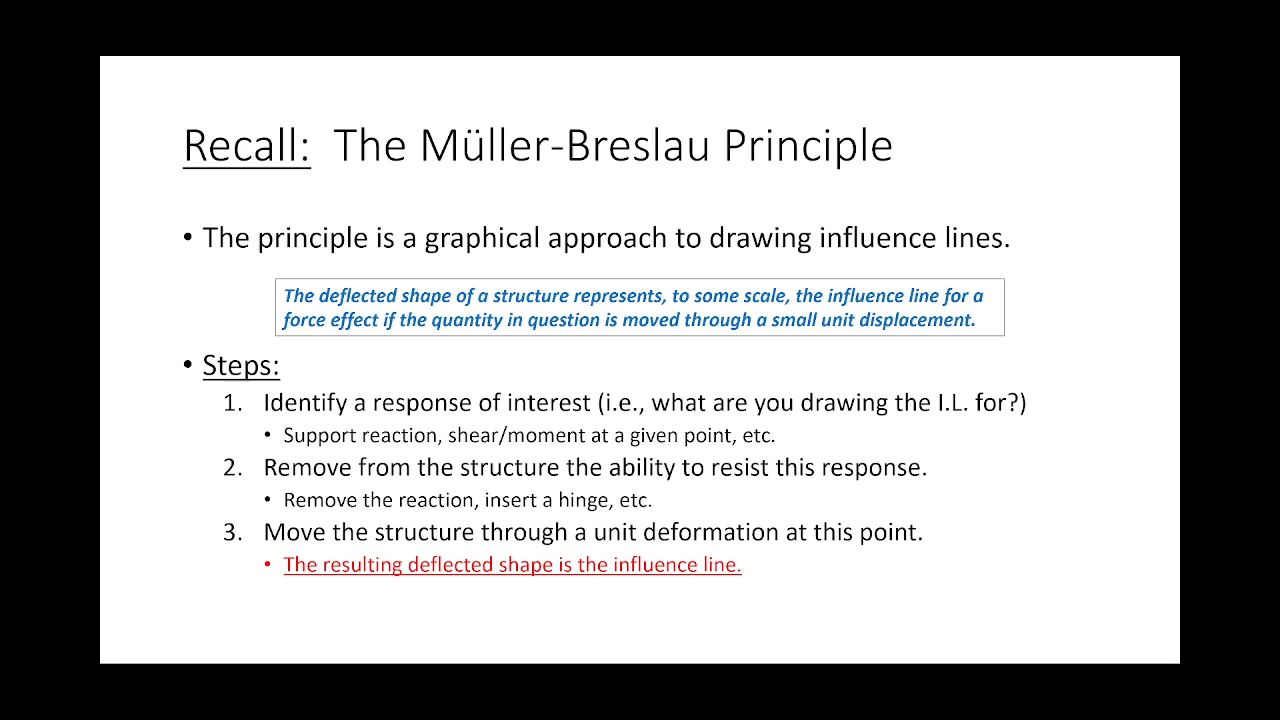 Recall: The Müller-Breslau Principle
• The principle is a graphical approach to drawing influence lines.
The deflected shape of a structure represents, to some scale, the influence line for a
force effect if the quantity in question is moved through a small unit displacement.
• Steps:
1. Identify a response of interest (i.e., what are you drawing the I.L. for?)
• Support reaction, shear/moment at a given point, etc.
2. Remove from the structure the ability to resist this response.
• Remove the reaction, insert a hinge, etc.
3. Move the structure through a unit deformation at this point.
• The resulting deflected shape is the influence line.